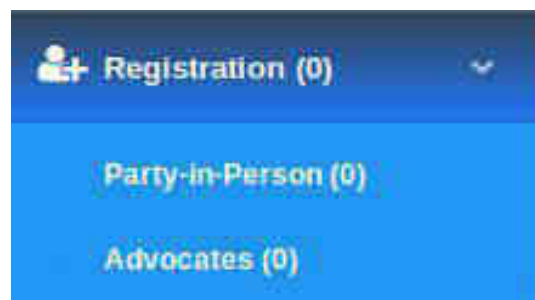 Registration (0)
Party-in-Person (0)
Advocates (0)